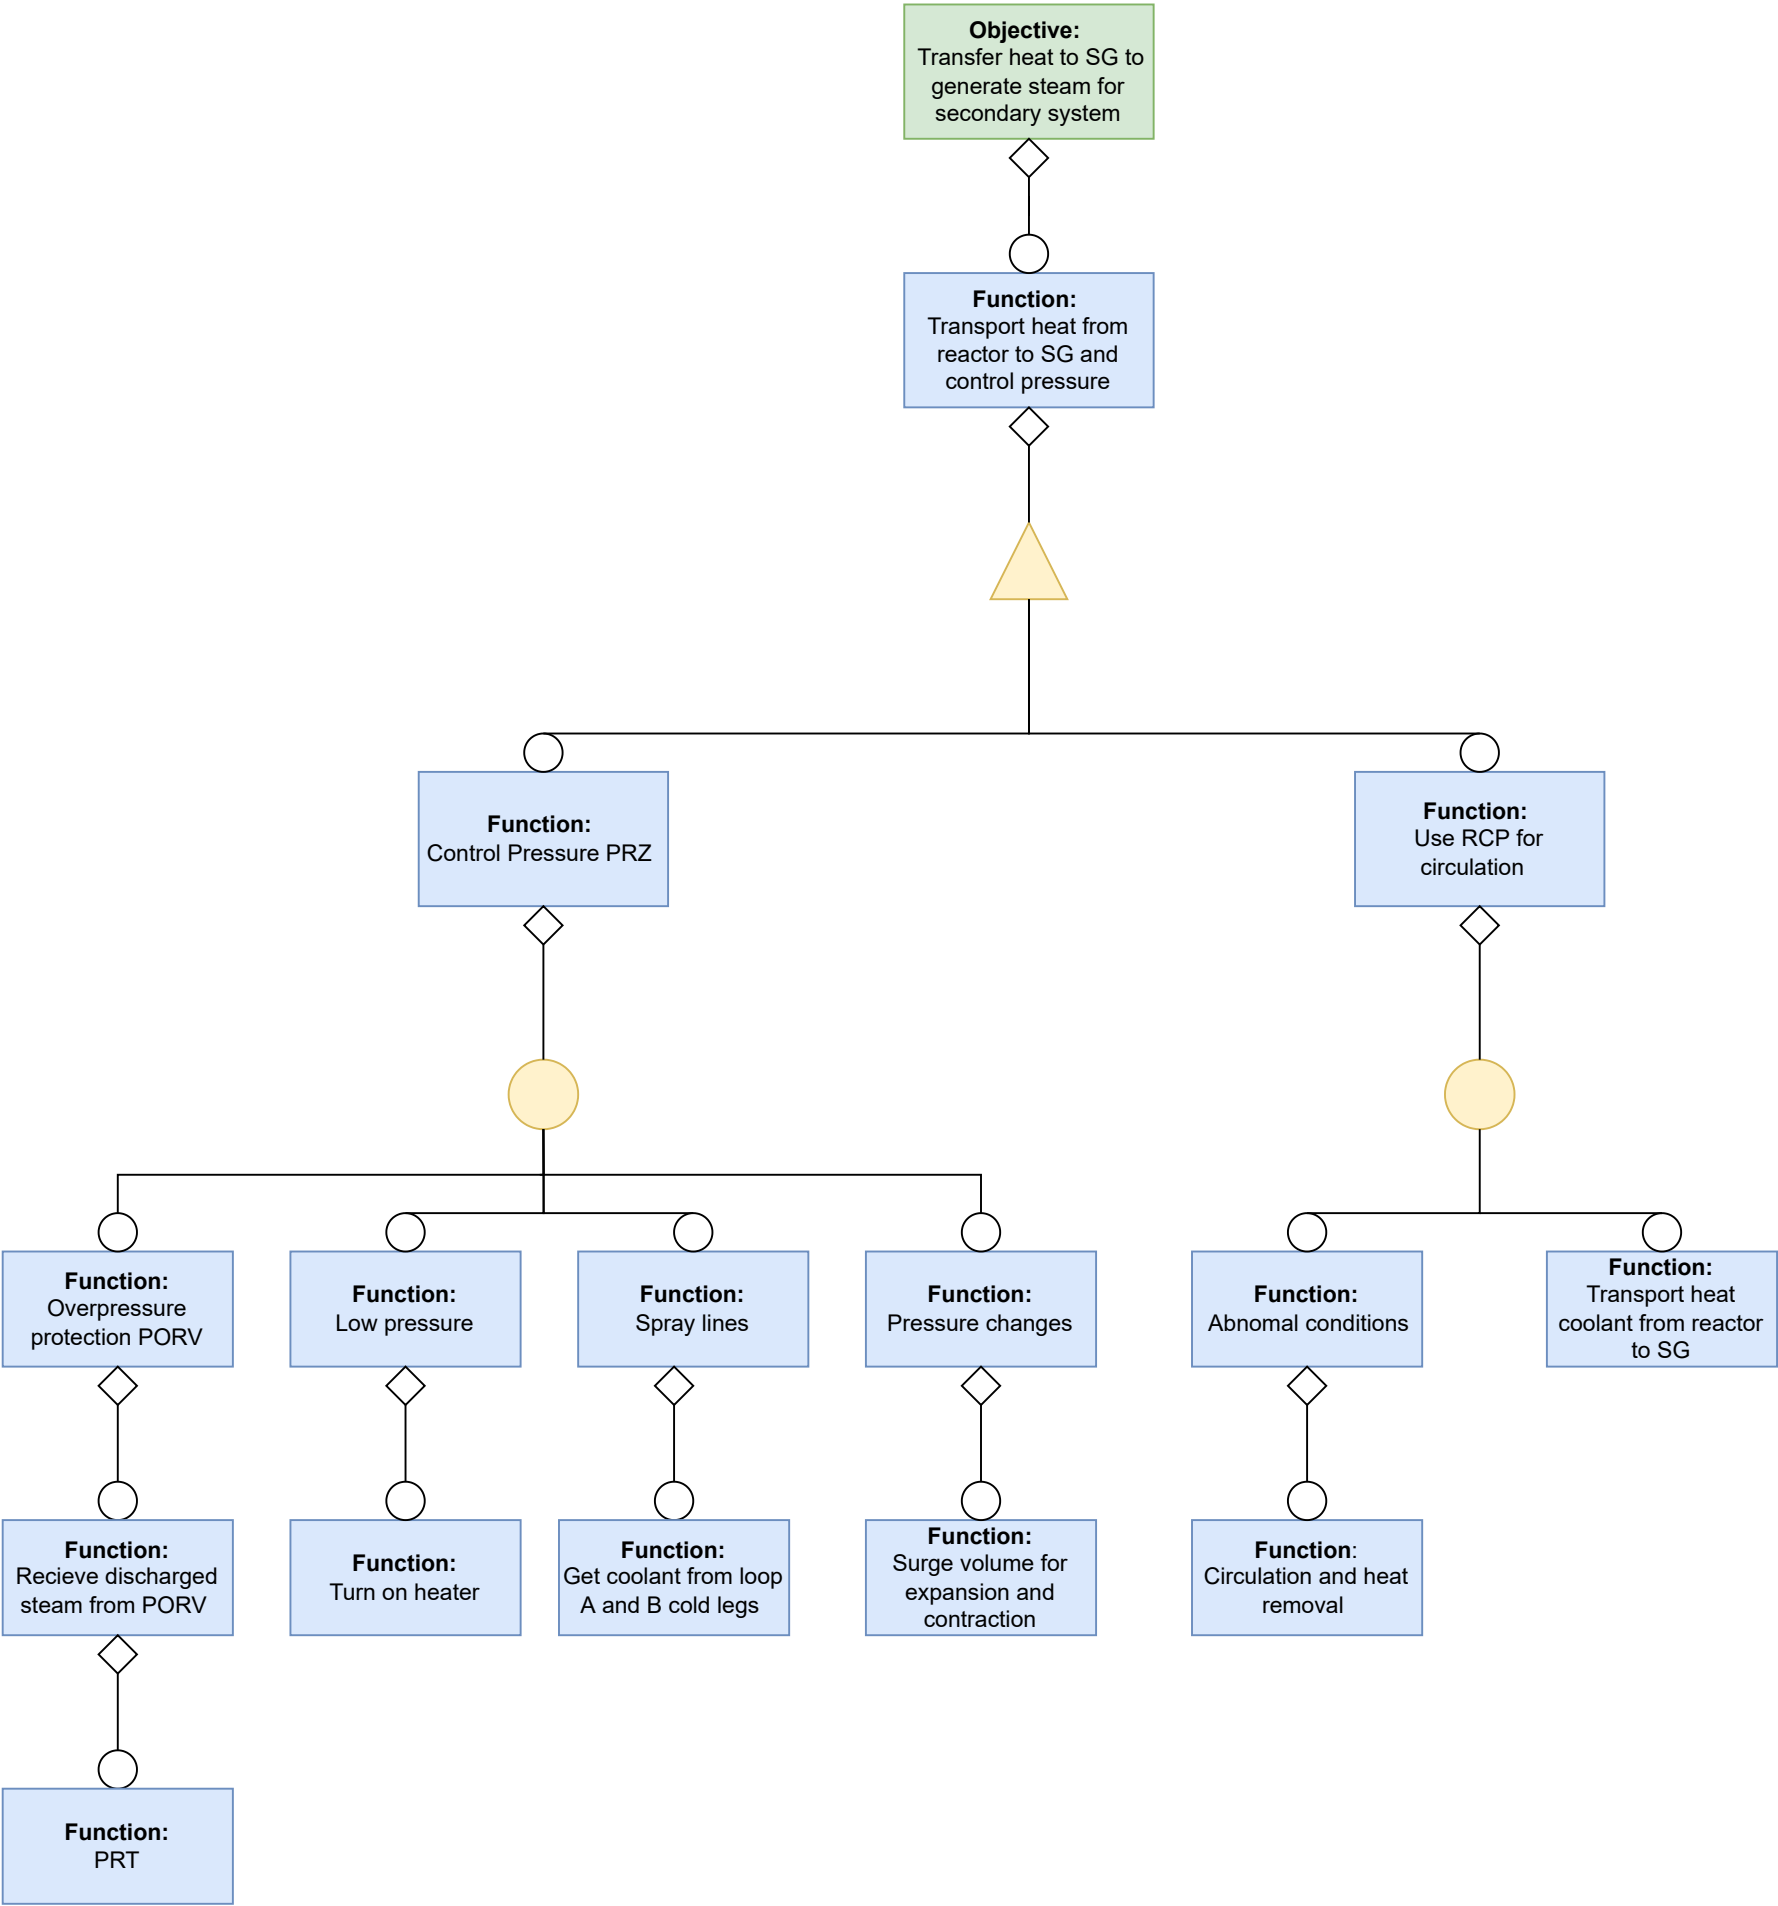 Objective:
Transfer heat to SG to
generate steam for
secondary system
Function:
Transport heat from
reactor to SG and
control pressure
Function:
Control Pressure PRZ
Function:
Use RCP for
circulation
Function:
Overpressure
protection PORV
Function:
Low pressure
Function:
Spray lines
Function:
Pressure changes
Function:
Abnomal conditions
Function:
Transport heat
coolant from reactor
to SG
Function:
Recieve discharged
steam from PORV
Function:
Turn on heater
Function:
Get coolant from loop
A and B cold legs
Function:
Surge volume for
expansion and
contraction
Function:
Circulation and heat
removal
Function:
PRT